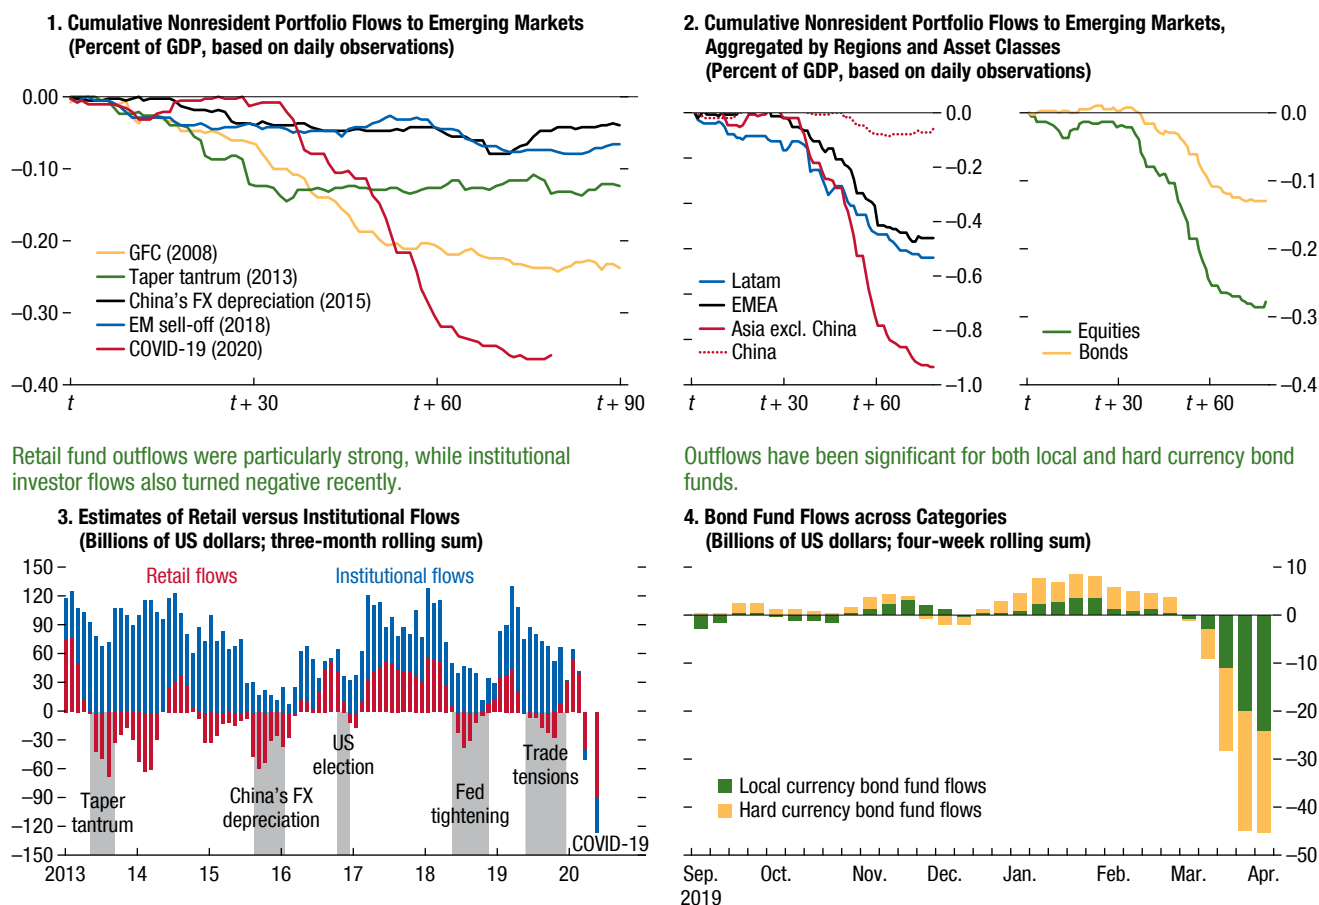 1. Cumulative Nonresident Portfolio Flows to Emerging Markets
(Percent of GDP, based on daily observations)
0.00
–0.10
–0.20
–0.30
–0.40
GFC (2008)
Taper tantrum (2013)
China's FX depreciation (2015)
EM sell-off (2018)
COVID-19 (2020)
t
t + 30
t + 60
t + 90
2. Cumulative Nonresident Portfolio Flows to Emerging Markets,
Aggregated by Regions and Asset Classes
(Percent of GDP, based on daily observations)
0.0
–0.2
–0.4
–0.6
–0.8
–1.0
Latam
EMEA
Asia excl. China
China
t
t + 30
t + 60
0.0
–0.1
–0.2
–0.3
–0.4
Equities
Bonds
t
t + 30
t + 60
Retail fund outflows were particularly strong, while institutional
investor flows also turned negative recently.
3. Estimates of Retail versus Institutional Flows
(Billions of US dollars; three-month rolling sum)
150
120
90
60
30
0
–30
–60
–90
–120
–150
Retail flows
Institutional flows
Taper
tantrum
China's FX
depreciation
US
election
Fed
tightening
Trade
tensions
COVID-19
2013
14
15
16
17
18
19
20
Outflows have been significant for both local and hard currency bond
funds.
4. Bond Fund Flows across Categories
(Billions of US dollars; four-week rolling sum)
10
0
–10
–20
–30
–40
–50
Local currency bond fund flows
Hard currency bond fund flows
Sep.
2019
Oct.
Nov.
Dec.
Jan.
Feb.
Mar.
Apr.